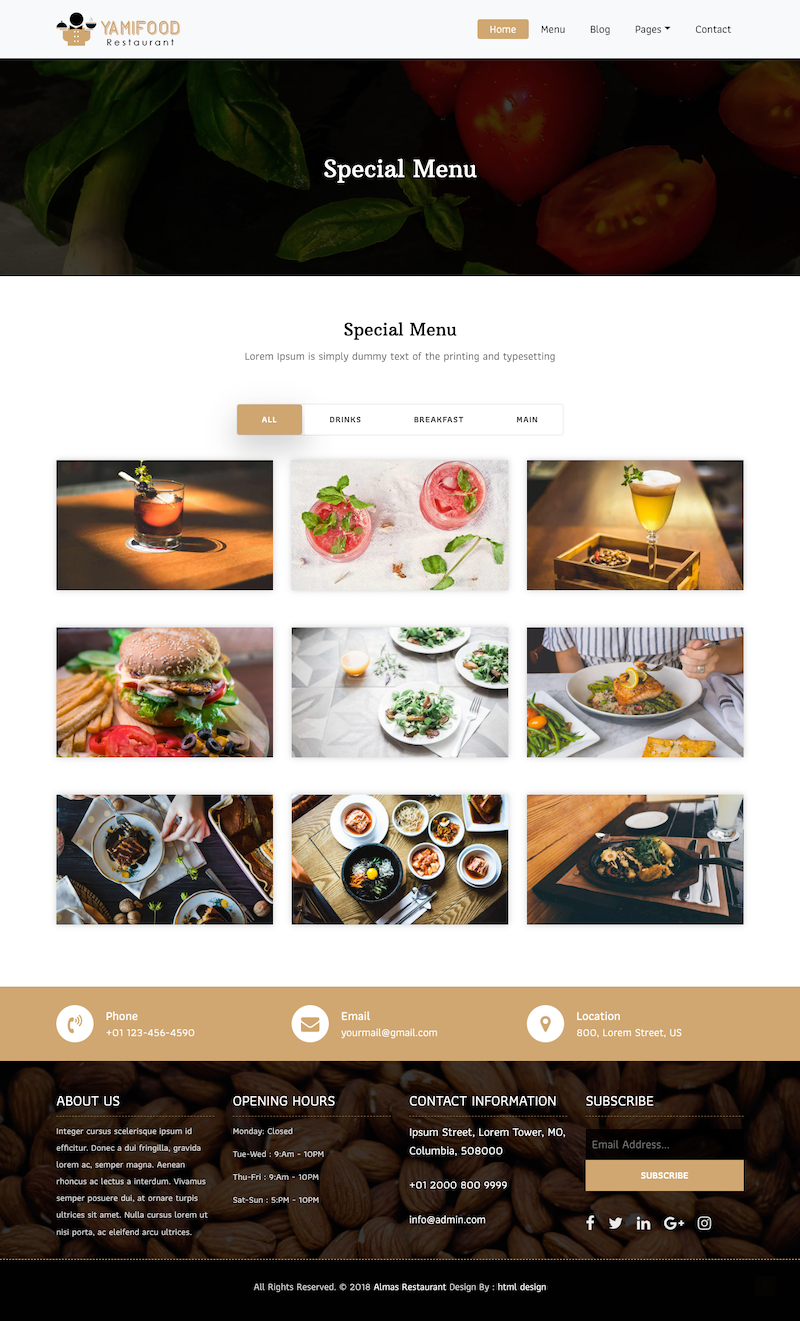 YAMIFOOD
Restaurant
Home
Menu
Blog
Pages
Contact
Special Menu
Special Menu
Lorem Ipsum is simply dummy text of the printing and typesetting
ALL
DRINKS
BREAKFAST
MAIN
Phone
+01 123-456-4590
Email
yourmail@gmail.com
Location
800, Lorem Street, US
ABOUT US
Integer cursus scelerisque ipsum id
efficitur. Donec a dui fringilla, gravida
lorem ac, semper magna. Aenean
rhoncus ac lectus a interdum. Vivamus
semper posuere dui, at ornare turpis
ultrices sit amet. Nulla cursus lorem ut
nisi porta, ac eleifend arcu ultrices.
OPENING HOURS
Monday: Closed
Tue-Wed : 9:Am - 10PM
Thu-Fri : 9:Am - 10PM
Sat-Sun : 5:PM - 10PM
CONTACT INFORMATION
Ipsum Street, Lorem Tower, MO,
Columbia, 508000
+01 2000 800 9999
info@admin.com
SUBSCRIBE
Email Address...
SUBSCRIBE
All Rights Reserved. © 2018 Almas Restaurant Design By : html design